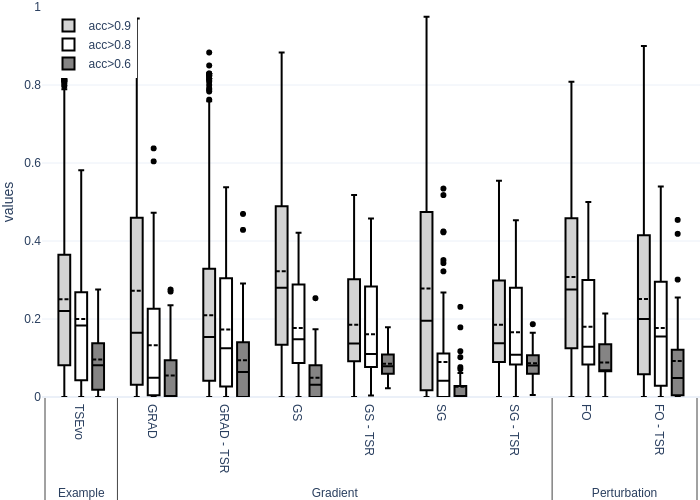 1
0.8
0.6
0.4
0.2
0
values
acc>0.9
acc>0.8
acc>0.6
TSEvo
GRAD
GRAD - TSR
GS
GS - TSR
SG
SG - TSR
FO
FO - TSR
Example
Gradient
Perturbation